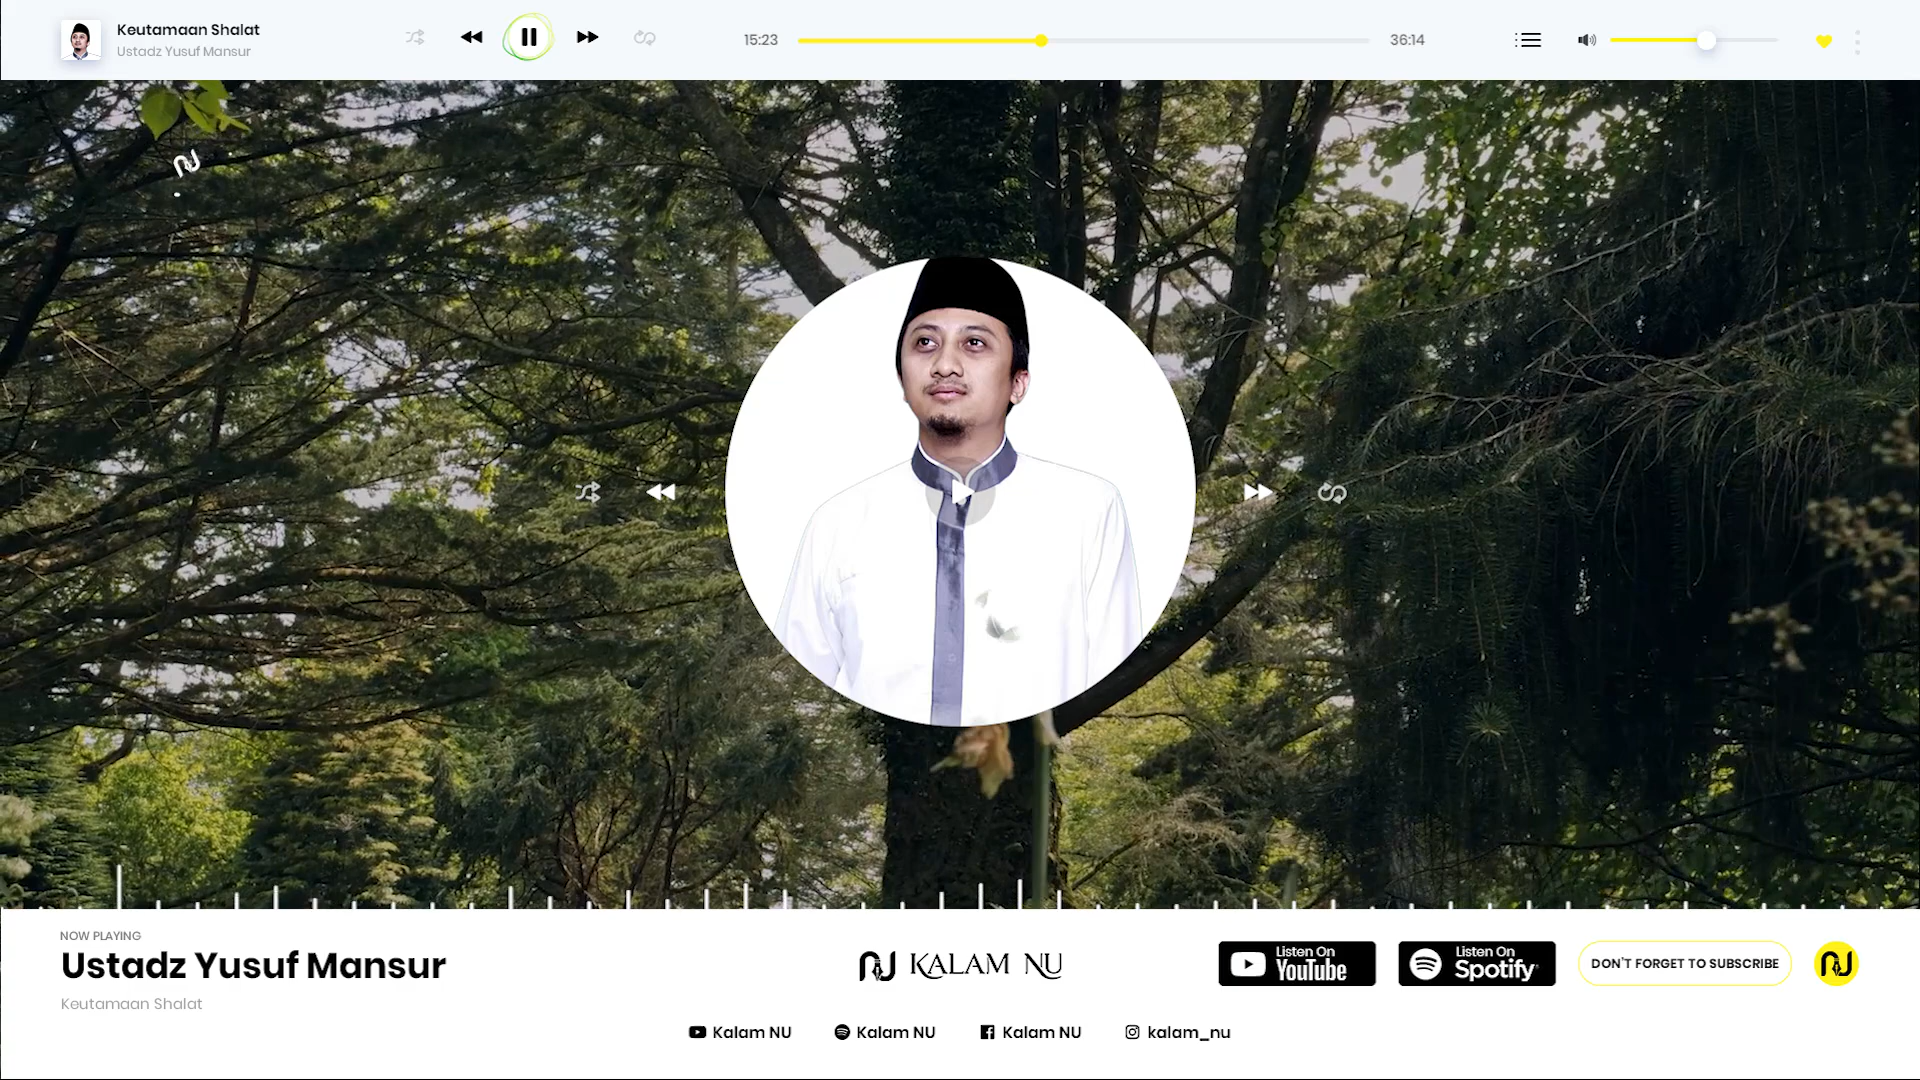 Keutamaan Shalat
Ustadz Yusuf Mansur
15:23
36:14
NOW PLAYING
Ustadz Yusuf Mansur
Keutamaan Shalat
KALAM NU
Listen On
YouTube
Listen On
Spotify
DON'T FORGET TO SUBSCRIBE
Kalam NU
Kalam NU
Kalam NU
kalam_nu